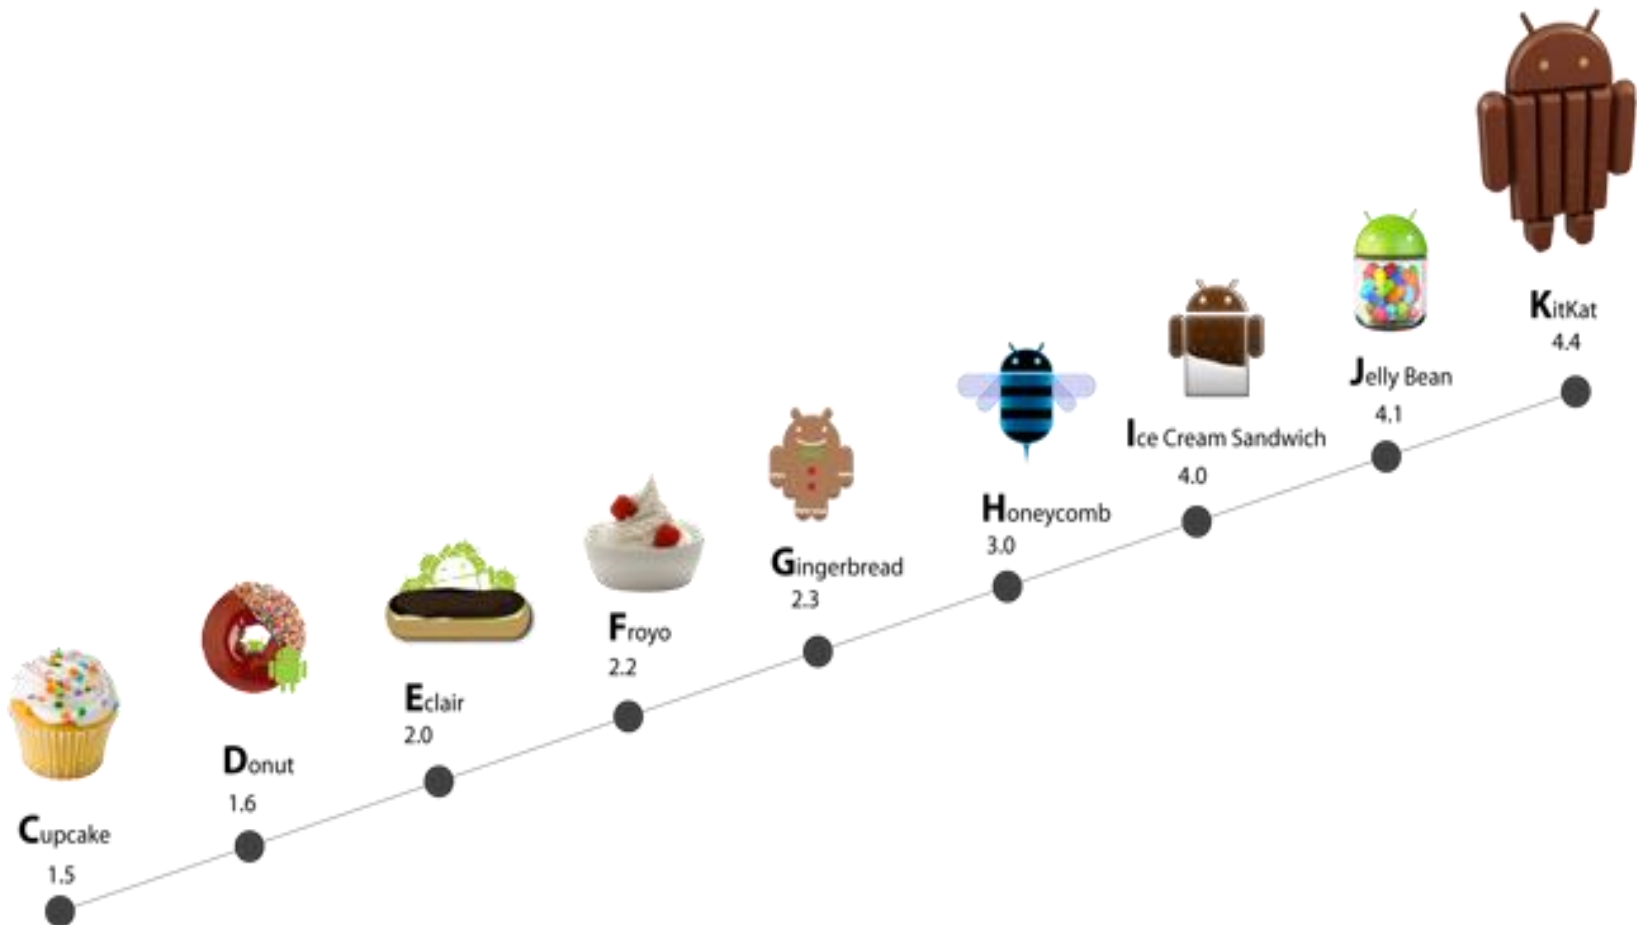 Cupcake
1.5
Donut
1.6
Eclair
2.0
Froyo
2.2
Gingerbread
2.3
Honeycomb
3.0
Ice Cream Sandwich
4.0
Jelly Bean
4.1
KitKat
4.4